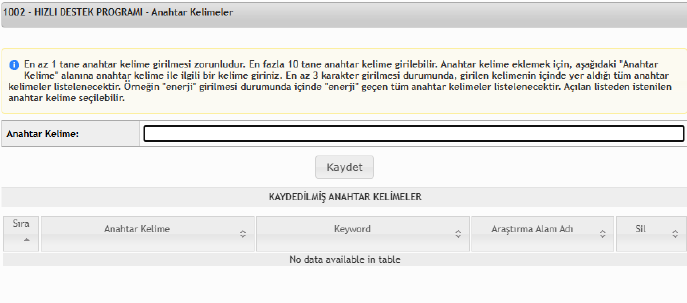 1002 - HIZLI DESTEK PROGRAMI - Anahtar Kelimeler
En az 1 tane anahtar kelime girilmesi zorunludur. En fazla 10 tane anahtar kelime girilebilir. Anahtar kelime eklemek için, aşağıdaki "Anahtar
Kelime" alanına anahtar kelime ile ilgili bir kelime giriniz. En az 3 karakter girilmesi durumunda, girilen kelimenin içinde yer aldığı tüm anahtar
kelimeler listelenecektir. Örneğin "enerji" girilmesi durumunda içinde "enerji" geçen tüm anahtar kelimeler listelenecektir. Açılan listeden istenilen
anahtar kelime seçilebilir.
Anahtar Kelime:
Kaydet
KAYDEDİLMİŞ ANAHTAR KELİMELER
Sıra Anahtar Kelime Keyword Araştırma Alanı Adı Sil
No data available in table